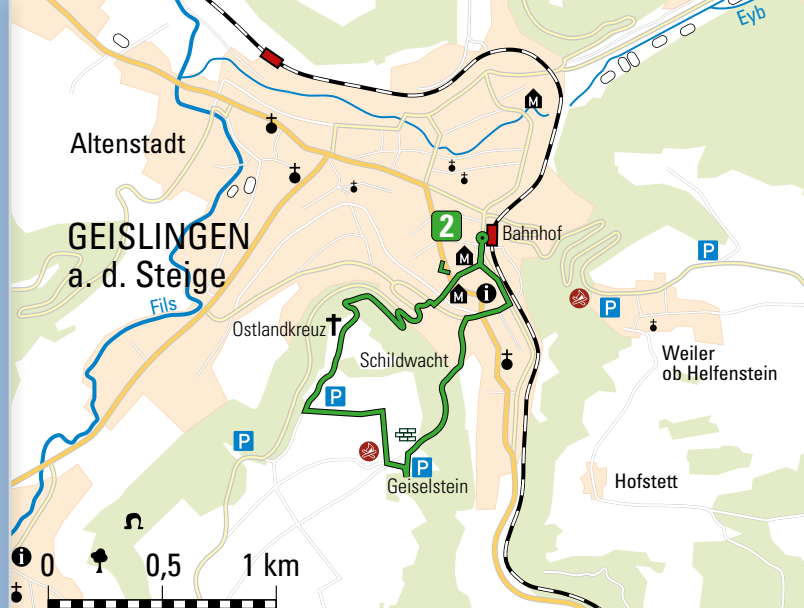 Eyb
M
Altenstadt
2
GEISLINGEN
a. d. Steige
Bahnhof
P
M
M
i
P
Fils
Ostlandkreuz
Schildwacht
Weiler
ob Helfenstein
P
P
P
Hofstett
Geiselstein
i
0 0,5 1 km